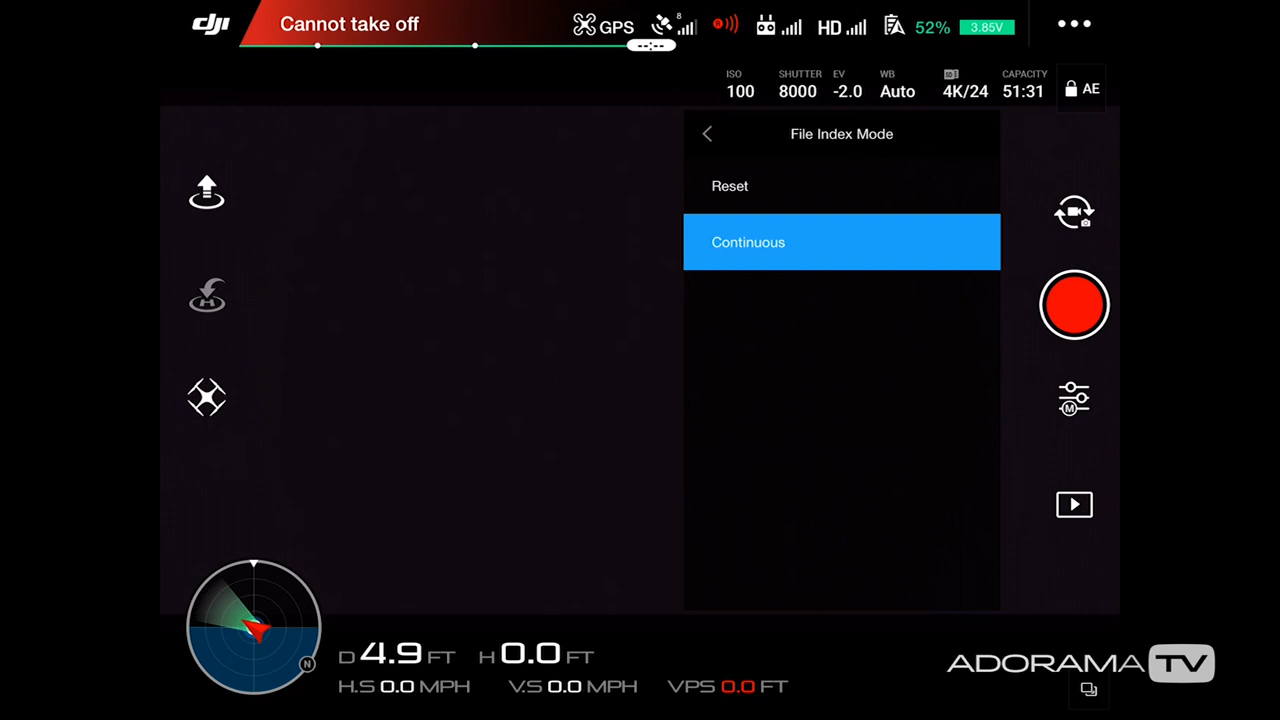 dji Cannot take off GPS 8 R HD 52% 3.85V
ISO SHUTTER EV WB SD CAPACITY
100 8000 -2.0 Auto 4K/24 51:31 AE
File Index Mode
Reset
Continuous
M
H
N
D 4.9 FT H 0.0 FT
H.S 0.0 MPH V.S 0.0 MPH VPS 0.0 FT
ADORAMA TV